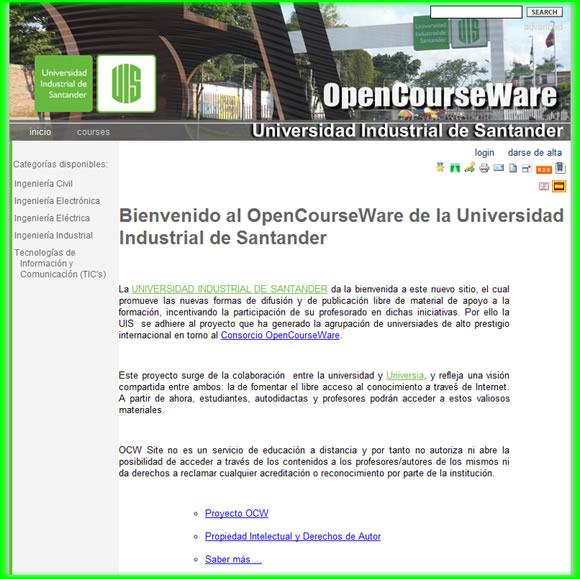 SEARCH
advanced
Universidad
Industrial de
Santander
UIS
Universidad
Industrial de
Santander
OpenCourseWare
Universidad Industrial de Santander
inicio courses
login darse de alta
RSS
Categorías disponibles:
Ingeniería Civil
Ingeniería Electrónica
Ingeniería Eléctrica
Ingeniería Industrial
Tecnologías de
Información y
Comunicación (TIC's)
Bienvenido al OpenCourseWare de la Universidad
Industrial de Santander
La UNIVERSIDAD INDUSTRIAL DE SANTANDER da la bienvenida a este nuevo sitio, el cual
promueve las nuevas formas de difusión y de publicación libre de material de apoyo a la
formación, incentivando la participación de su profesorado en dichas iniciativas. Por ello la
UIS se adhiere al proyecto que ha generado la agrupación de universiades de alto prestigio
internacional en torno al Consorcio OpenCourseWare.
Este proyecto surge de la colaboración entre la universidad y Universia, y refleja una visión
compartida entre ambos: la de fomentar el libre acceso al conocimiento a través de Internet.
A partir de ahora, estudiantes, autodidactas y profesores podrán acceder a estos valiosos
materiales.
OCW Site no es un servicio de educación a distancia y por tanto no autoriza ni abre la
posibilidad de acceder a través de los contenidos a los profesores/autores de los mismos ni
da derechos a reclamar cualquier acreditación o reconocimiento por parte de la institución.
Proyecto OCW
Propiedad Intelectual y Derechos de Autor
Saber más ...